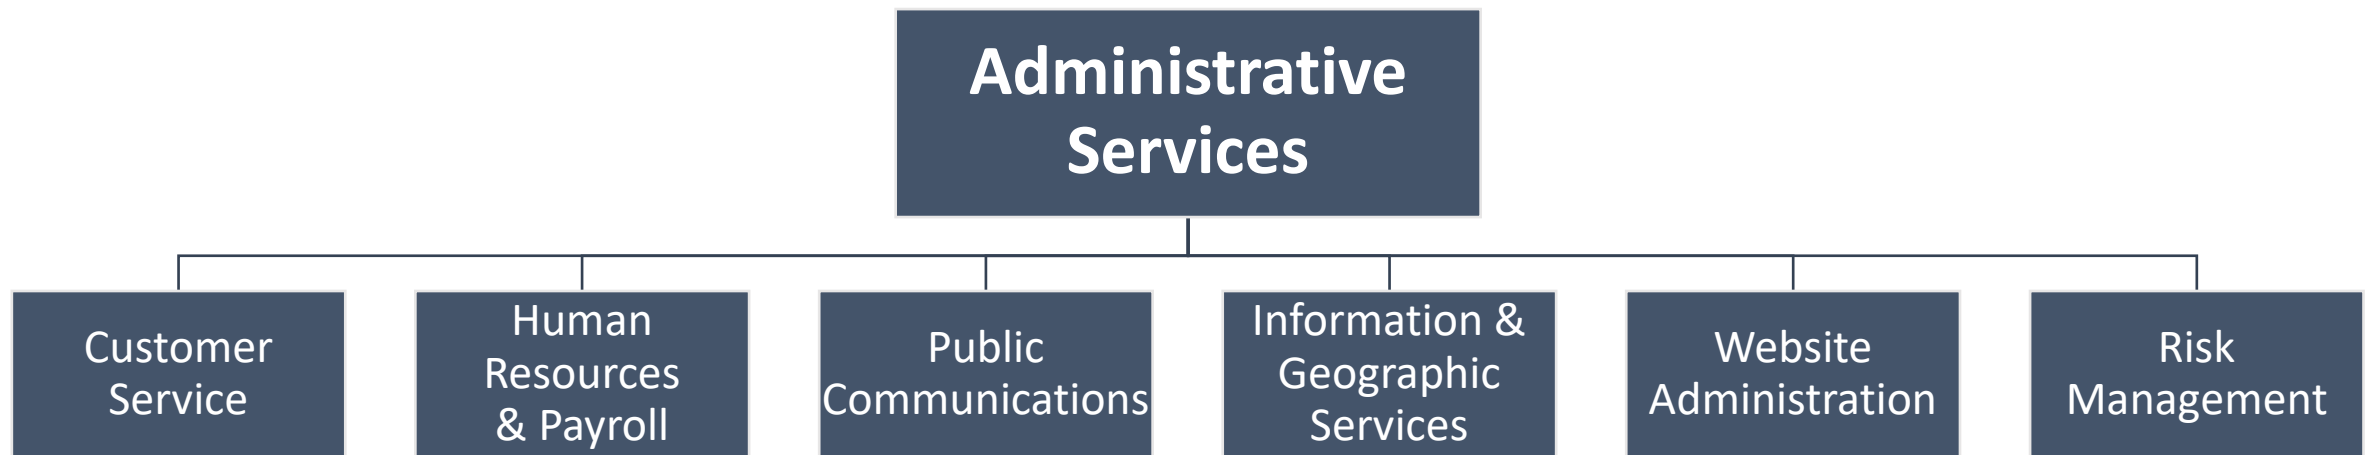 Administrative
Services
Customer
Service
Human
Resources
& Payroll
Public
Communications
Information &
Geographic
Services
Website
Administration
Risk
Management